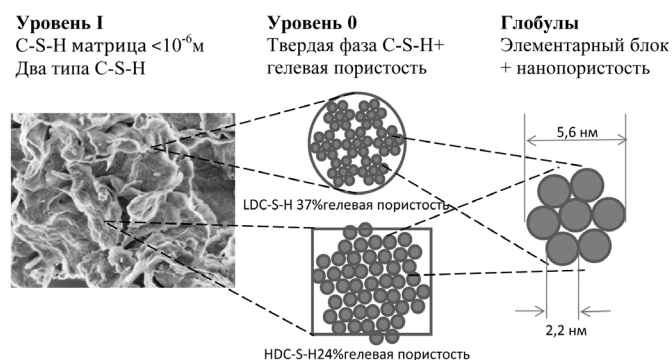 Уровень I
C-S-H матрица <10⁻⁶м
Два типа C-S-H
Уровень 0
Твердая фаза C-S-H+
гелевая пористость
Глобулы
Элементарный блок
+ нанопористость
5,6 нм
LDC-S-H 37%гелевая пористость
2,2 нм
HDC-S-H24%гелевая пористость